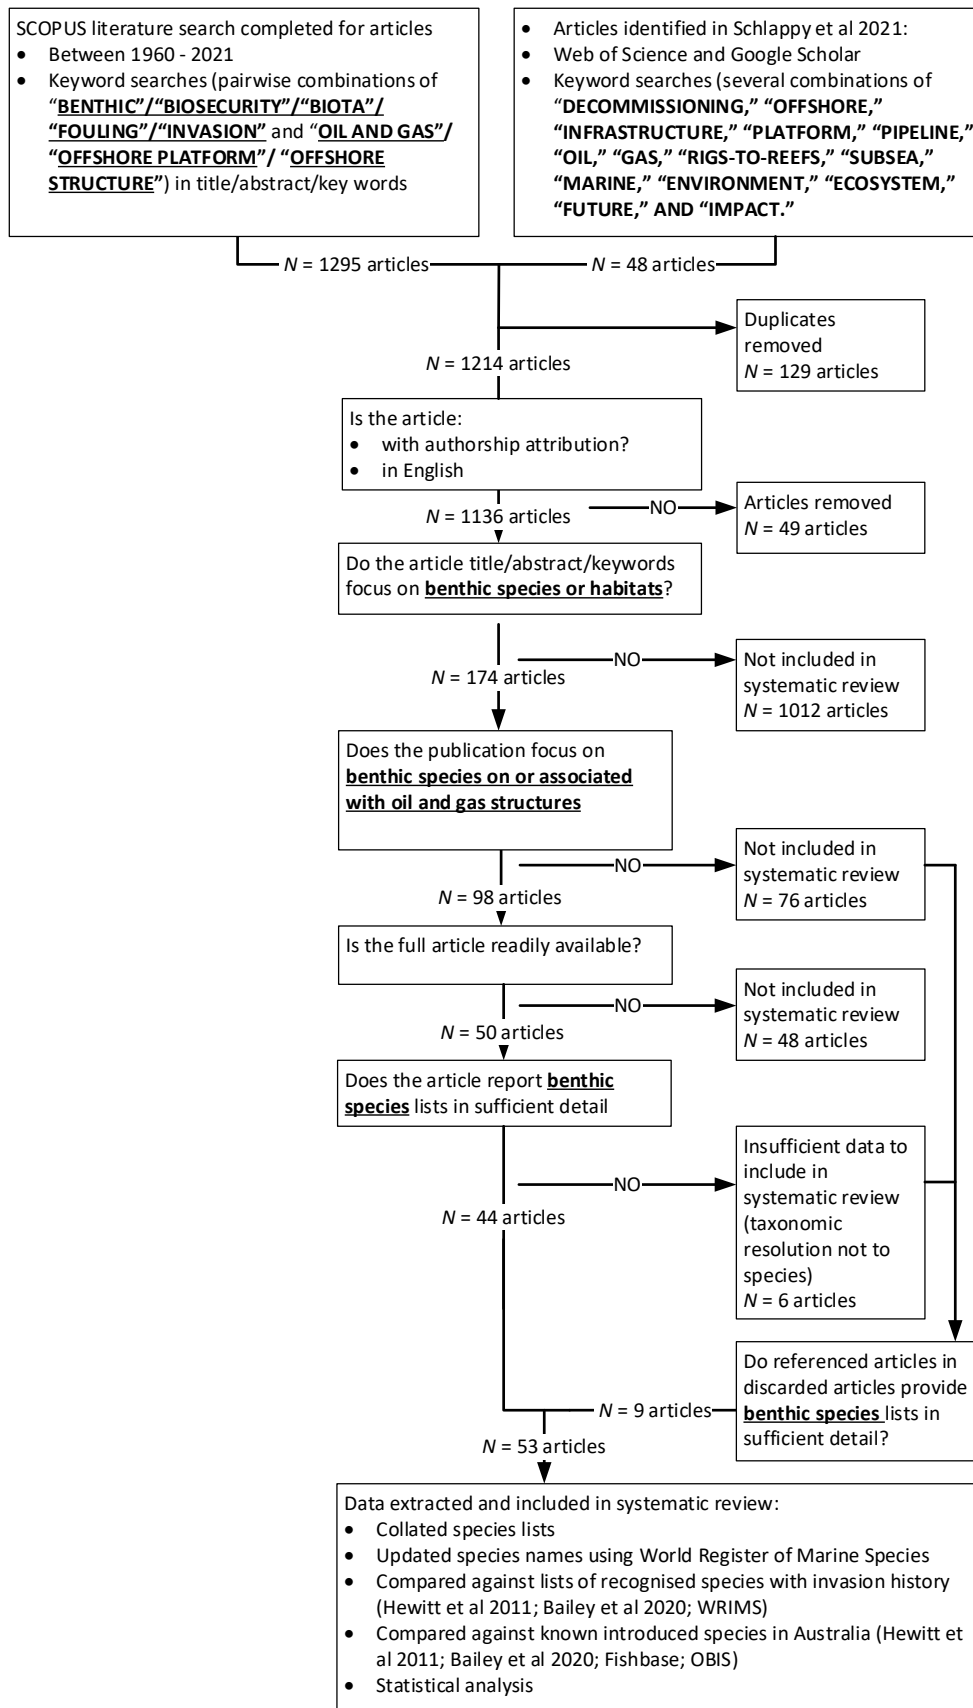 SCOPUS literature search completed for articles
• Between 1960 - 2021
• Keyword searches (pairwise combinations of
“BENTHIC”/“BIOSECURITY”/“BIOTA”/
“FOULING”/“INVASION” and “OIL AND GAS”/
“OFFSHORE PLATFORM”/ “OFFSHORE
STRUCTURE”) in title/abstract/key words
• Articles identified in Schlappy et al 2021:
• Web of Science and Google Scholar
• Keyword searches (several combinations of
“DECOMMISSIONING,” “OFFSHORE,”
“INFRASTRUCTURE,” “PLATFORM,” “PIPELINE,”
“OIL,” “GAS,” “RIGS-TO-REEFS,” “SUBSEA,”
“MARINE,” “ENVIRONMENT,” “ECOSYSTEM,”
“FUTURE,” AND “IMPACT.”
N = 1295 articles
N = 48 articles
Duplicates
removed
N = 129 articles
N = 1214 articles
Is the article:
• with authorship attribution?
• in English
NO
Articles removed
N = 49 articles
N = 1136 articles
Do the article title/abstract/keywords
focus on benthic species or habitats?
NO
Not included in
systematic review
N = 1012 articles
N = 174 articles
Does the publication focus on
benthic species on or associated
with oil and gas structures
NO
Not included in
systematic review
N = 76 articles
N = 98 articles
Is the full article readily available?
NO
Not included in
systematic review
N = 48 articles
N = 50 articles
Does the article report benthic
species lists in sufficient detail
NO
Insufficient data to
include in
systematic review
(taxonomic
resolution not to
species)
N = 6 articles
N = 44 articles
Do referenced articles in
discarded articles provide
benthic species lists in
sufficient detail?
N = 9 articles
N = 53 articles
Data extracted and included in systematic review:
• Collated species lists
• Updated species names using World Register of Marine Species
• Compared against lists of recognised species with invasion history
(Hewitt et al 2011; Bailey et al 2020; WRIMS)
• Compared against known introduced species in Australia (Hewitt et
al 2011; Bailey et al 2020; Fishbase; OBIS)
• Statistical analysis